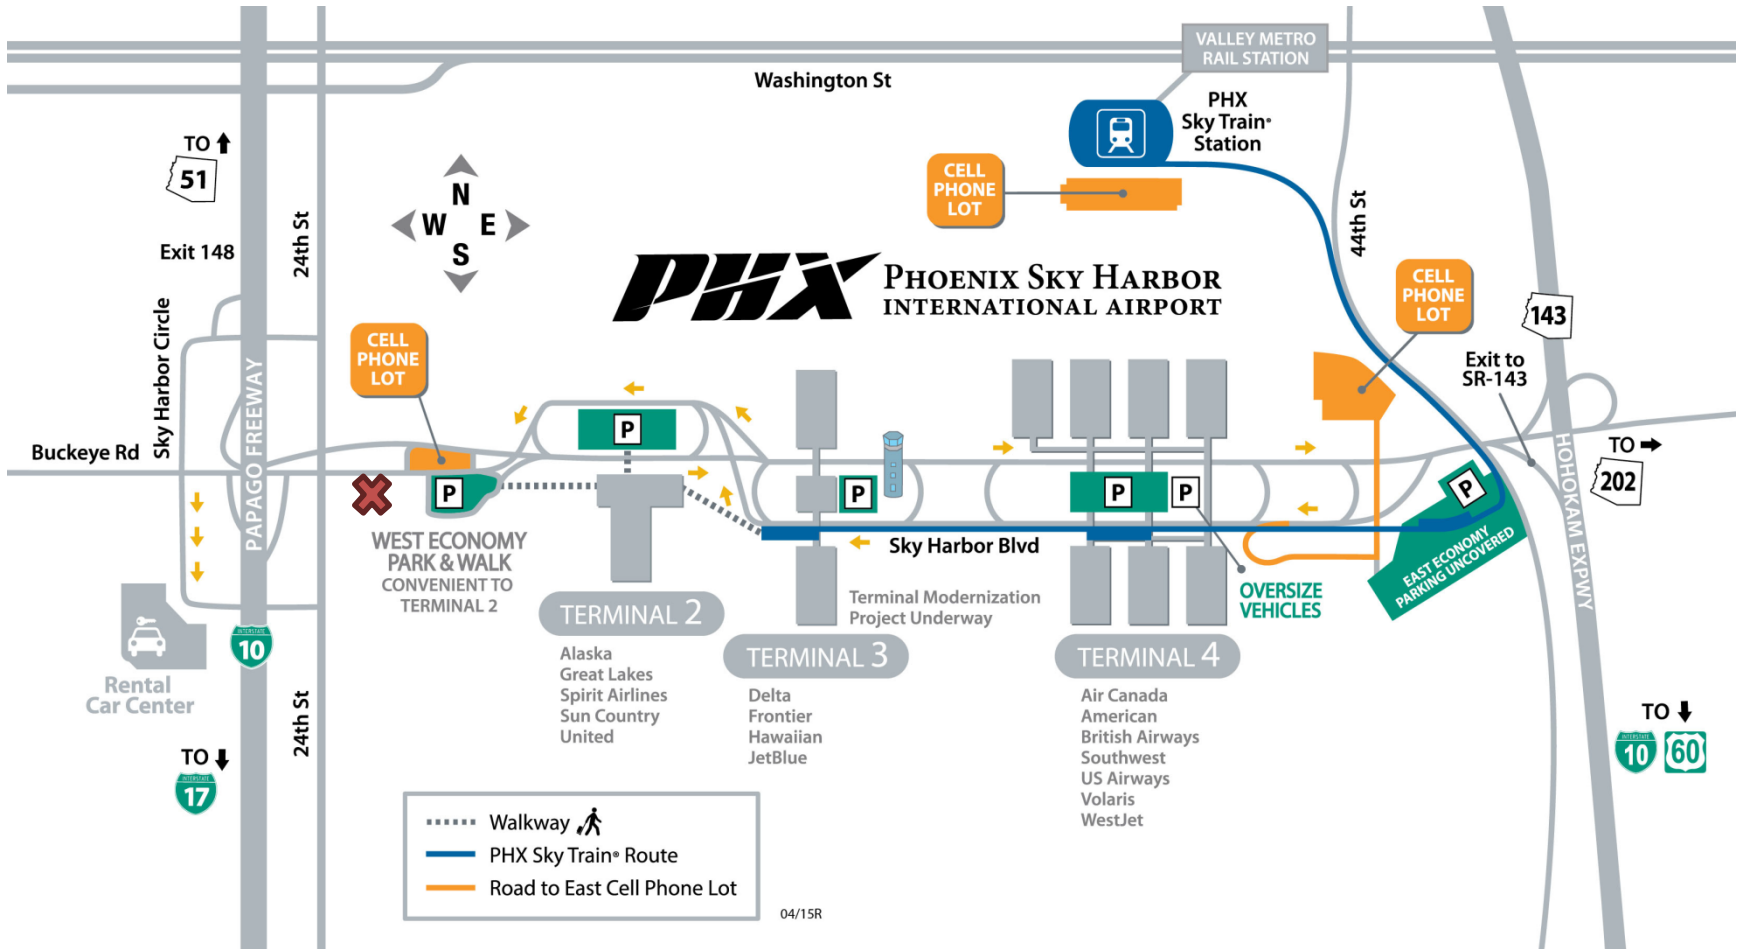 VALLEY METRO
RAIL STATION
Washington St
PHX
Sky Train®
Station
TO
51
CELL
PHONE
LOT
N
W E
S
24th St
44th St
Exit 148
PHX
PHOENIX SKY HARBOR
INTERNATIONAL AIRPORT
CELL
PHONE
LOT
143
Sky Harbor Circle
CELL
PHONE
LOT
Exit to
SR-143
PAPAGO FREEWAY
Buckeye Rd
P
HOHOKAM EXPWY
TO
202
P
P
P
P
P
WEST ECONOMY
PARK & WALK
CONVENIENT TO
TERMINAL 2
Sky Harbor Blvd
EAST ECONOMY
PARKING UNCOVERED
OVERSIZE
VEHICLES
Terminal Modernization
Project Underway
TERMINAL 2
Alaska
Great Lakes
Spirit Airlines
Sun Country
United
TERMINAL 3
Delta
Frontier
Hawaiian
JetBlue
TERMINAL 4
Air Canada
American
British Airways
Southwest
US Airways
Volaris
WestJet
INTERSTATE
10
Rental
Car Center
24th St
TO
INTERSTATE
17
TO
INTERSTATE
10
60
Walkway
PHX Sky Train® Route
Road to East Cell Phone Lot
04/15R